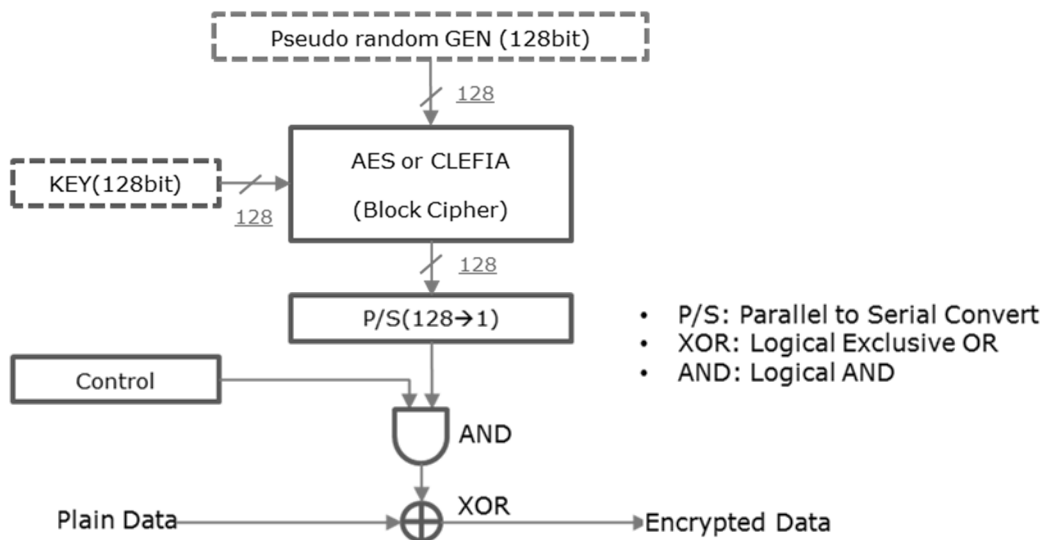 Pseudo random GEN (128bit)
128
AES or CLEFIA
(Block Cipher)
KEY(128bit)
128
128
P/S(128→1)
• P/S: Parallel to Serial Convert
• XOR: Logical Exclusive OR
• AND: Logical AND
Control
AND
XOR
Plain Data
Encrypted Data